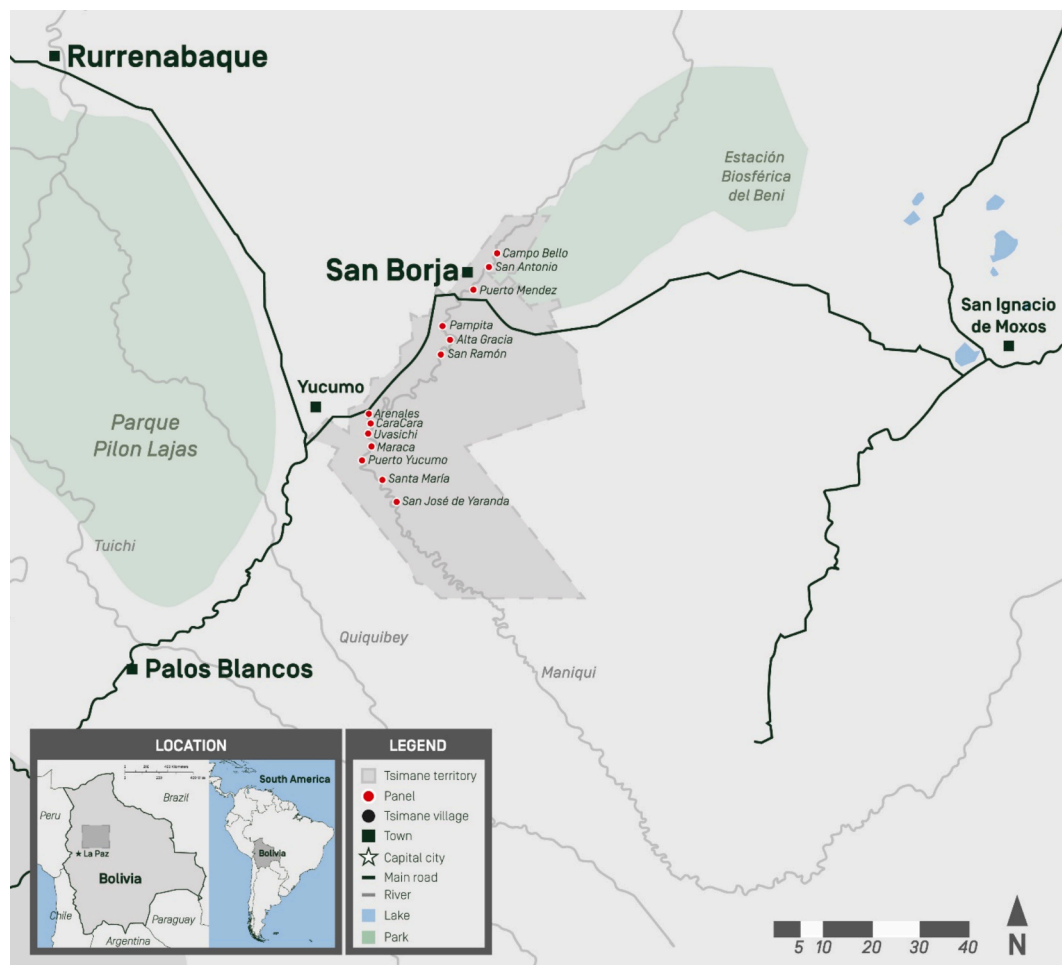 Rurrenabaque
Estación
Biosférica
del Beni
Campo Bello
San Antonio
San Borja
Puerto Mendez
San Ignacio
de Moxos
Pampita
Alta Gracia
San Ramón
Yucumo
Arenales
CaraCara
Uvasichi
Maraca
Puerto Yucumo
Santa María
San José de Yaranda
Parque
Pilon Lajas
Tuichi
Quiquibey
Maniqui
Palos Blancos
LOCATION
Peru
Brazil
La Paz
Bolivia
Chile
Paraguay
Argentina
South America
Bolivia
LEGEND
Tsimane territory
Panel
Tsimane village
Town
Capital city
Main road
River
Lake
Park
5 10 20 30 40
N